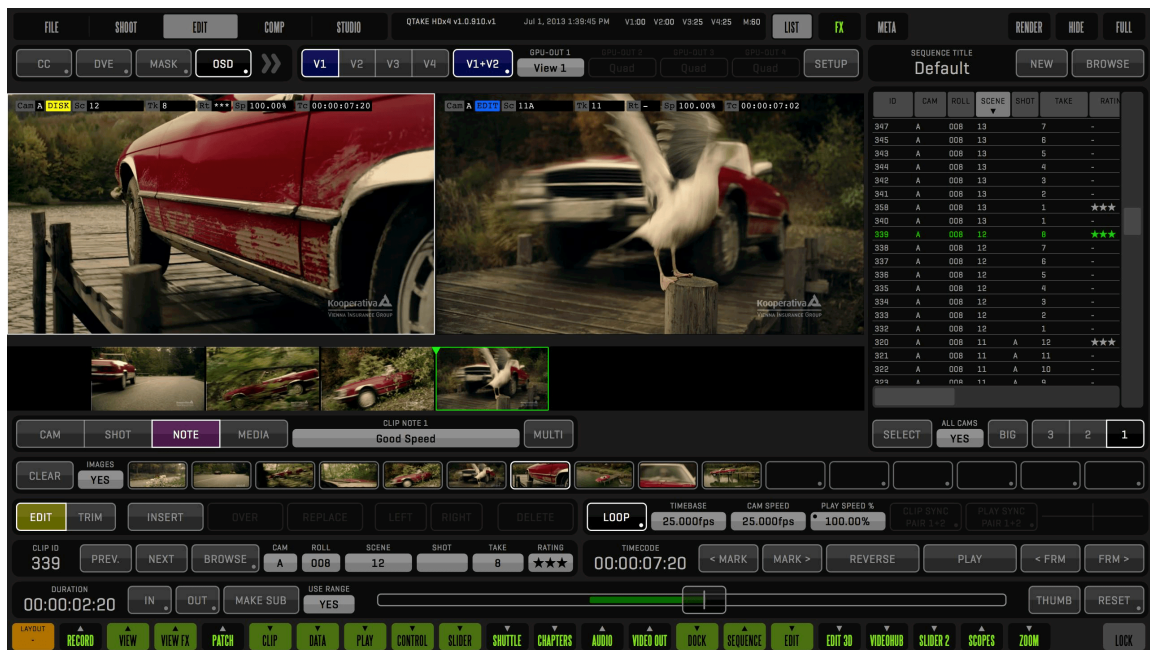 FILE SHOOT EDIT COMP STUDIO QTAKE HDx4 v1.0.910.v1 Jul 1, 2013 1:39:45 PM V1:00 V2:00 V3:25 V4:25 M:60 LIST FX META RENDER HIDE FULL
CC DVE MASK OSD V1 V2 V3 V4 V1+V2 GPU-OUT 1 View 1 GPU-OUT 2 Quad GPU-OUT 3 Quad GPU-OUT 4 Quad SETUP SEQUENCE TITLE Default NEW BROWSE
Cam A DISK Sc 12 Tk 8 Rt *** Sp 100.00% Tc 00:00:07:20
Cam A EDIT Sc 11A Tk 11 Rt - Sp 100.00% Tc 00:00:07:02
Kooperativa
VIENNA INSURANCE GROUP
Kooperativa
VIENNA INSURANCE GROUP
ID CAM ROLL SCENE SHOT TAKE RATIN
347 A 008 13 7 -
345 A 008 13 6 -
343 A 008 13 5 -
344 A 008 13 4 -
342 A 008 13 3 -
341 A 008 13 2 -
358 A 008 13 1 ★★★
340 A 008 13 1 -
339 A 008 12 8 ★★★
338 A 008 12 7 -
337 A 008 12 6 -
336 A 008 12 5 -
335 A 008 12 4 -
334 A 008 12 3 -
333 A 008 12 2 -
332 A 008 12 1 -
320 A 008 11 A 12 ★★★
321 A 008 11 A 11 -
322 A 008 11 A 10 -
323 A 008 11 A 9 -
CAM SHOT NOTE MEDIA CLIP NOTE 1 Good Speed MULTI SELECT ALL CAMS YES BIG 3 2 1
CLEAR IMAGES YES
EDIT TRIM INSERT OVER REPLACE LEFT RIGHT DELETE LOOP TIMEBASE 25.000fps CAM SPEED 25.000fps PLAY SPEED % 100.00% CLIP SYNC PAIR 1+2 PLAY SYNC PAIR 1+2
CLIP ID 339 PREV. NEXT BROWSE CAM A ROLL 008 SCENE 12 SHOT TAKE 8 RATING ★★★ TIMECODE 00:00:07:20 < MARK MARK > REVERSE PLAY < FRM FRM >
DURATION 00:00:02:20 IN OUT MAKE SUB USE RANGE YES THUMB RESET
LAYOUT - RECORD VIEW VIEW FX PATCH CLIP DATA PLAY CONTROL SLIDER SHUTTLE CHAPTERS AUDIO VIDEO OUT DOCK SEQUENCE EDIT EDIT 3D VIDEOHUB SLIDER 2 SCOPES ZOOM LOCK